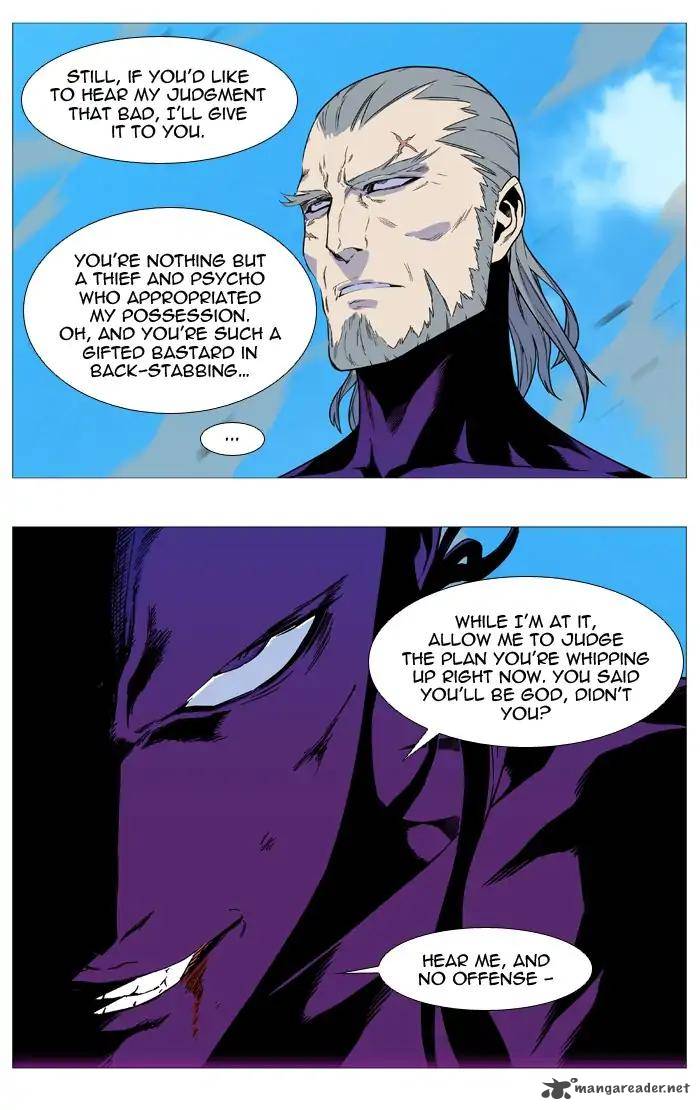 STILL, IF YOU'D LIKE
TO HEAR MY JUDGMENT
THAT BAD, I'LL GIVE
IT TO YOU.
YOU'RE NOTHING BUT
A THIEF AND PSYCHO
WHO APPROPRIATED
MY POSSESSION.
OH, AND YOU'RE SUCH A
GIFTED BASTARD IN
BACK-STABBING...
...
WHILE I'M AT IT,
ALLOW ME TO JUDGE
THE PLAN YOU'RE WHIPPING
UP RIGHT NOW. YOU SAID
YOU'LL BE GOD, DIDN'T
YOU?
HEAR ME, AND
NO OFFENSE -
mangareader.net